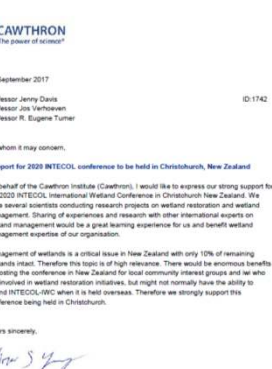 CAWTHRON
The power of science®
September 2017
fessor Jenny Davis ID:1742
fessor Jos Verhoeven
fessor R. Eugene Turner
whom it may concern,
pport for 2020 INTECOL conference to be held in Christchurch, New Zealand
behalf of the Cawthron Institute (Cawthron), I would like to express our strong support for
2020 INTECOL International Wetland Conference in Christchurch New Zealand. We
e several scientists conducting research projects on wetland restoration and wetland
nagement. Sharing of experiences and research with other international experts on
land management would be a great learning experience for us and benefit wetland
nagement expertise of our organisation.
nagement of wetlands is a critical issue in New Zealand with only 10% of remaining
lands intact. Therefore this topic is of high relevance. There would be enormous benefits
osting the conference in New Zealand for local community interest groups and iwi who
involved in wetland restoration initiatives, but might not normally have the ability to
nd INTECOL-IWC when it is held overseas. Therefore we strongly support this
ference being held in Christchurch.
rs sincerely,